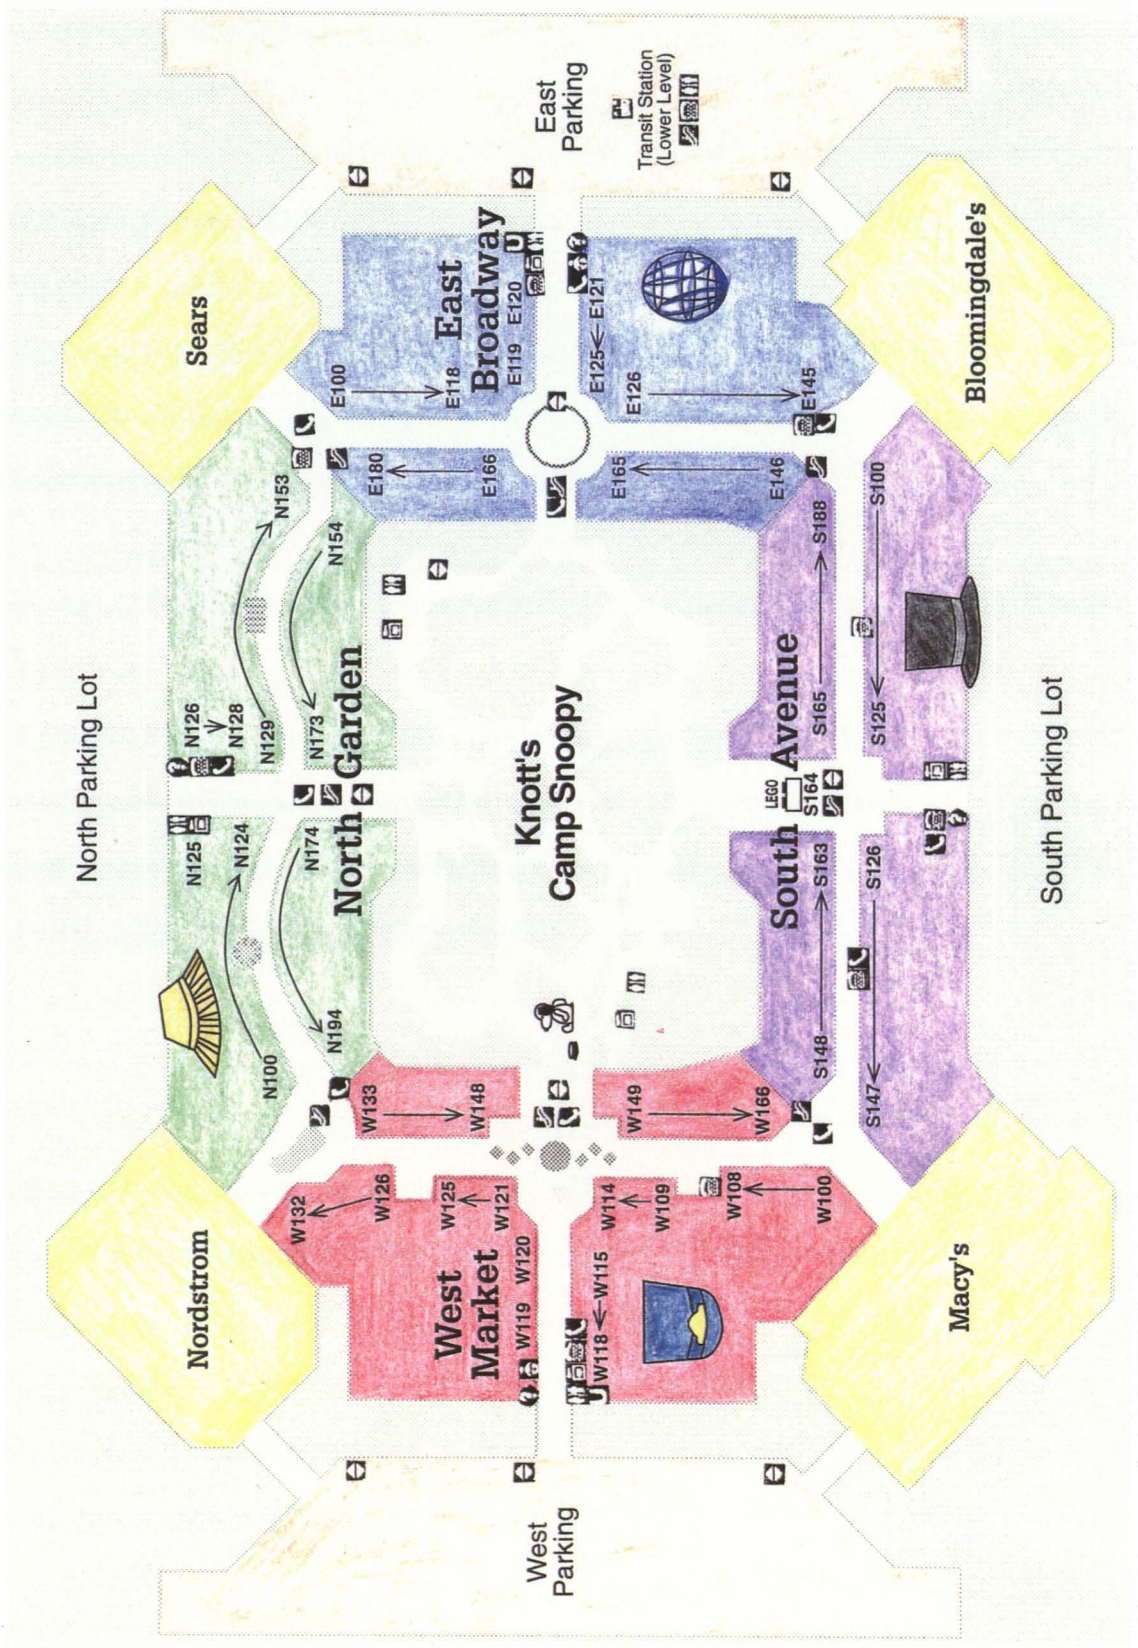 North Parking Lot
Nordstrom
Sears
N125
N126
N128
N100
N124
N129
N153
North
Garden
N194
N174
N173
N154
W132
W126
W133
W148
E180
E166
E100
E118
West
Market
W125
W121
W119
W120
East
Broadway
E119
E120
Knott's
Camp Snoopy
West
Parking
East
Parking
Transit Station
(Lower Level)
W118
W115
W114
W109
W149
W166
W108
W100
E125
E121
E126
E145
E165
E146
South Avenue
LEGO
S164
S148
S163
S165
S188
S147
S126
S125
S100
Macy's
Bloomingdale's
South Parking Lot